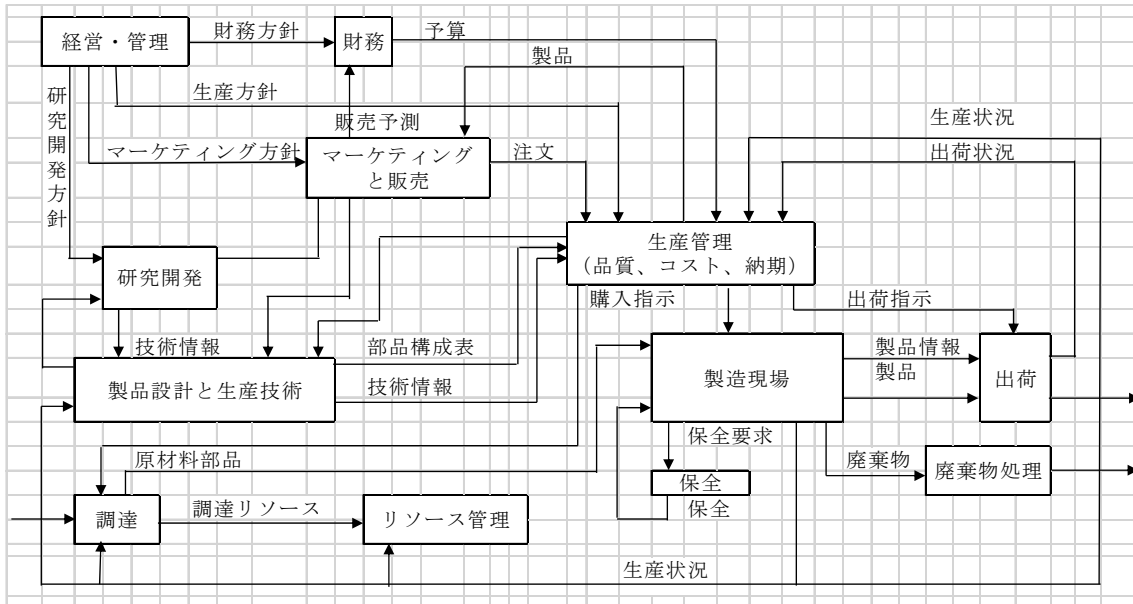 経営・管理
財務方針
財務
予算
製品
研究開発方針
生産方針
販売予測
生産状況
マーケティング方針
マーケティング
と販売
注文
出荷状況
生産管理
（品質、コスト、納期）
研究開発
購入指示
出荷指示
技術情報
部品構成表
製品設計と生産技術
技術情報
製造現場
製品情報
製品
出荷
保全要求
原材料部品
保全
保全
廃棄物
廃棄物処理
調達
調達リソース
リソース管理
生産状況